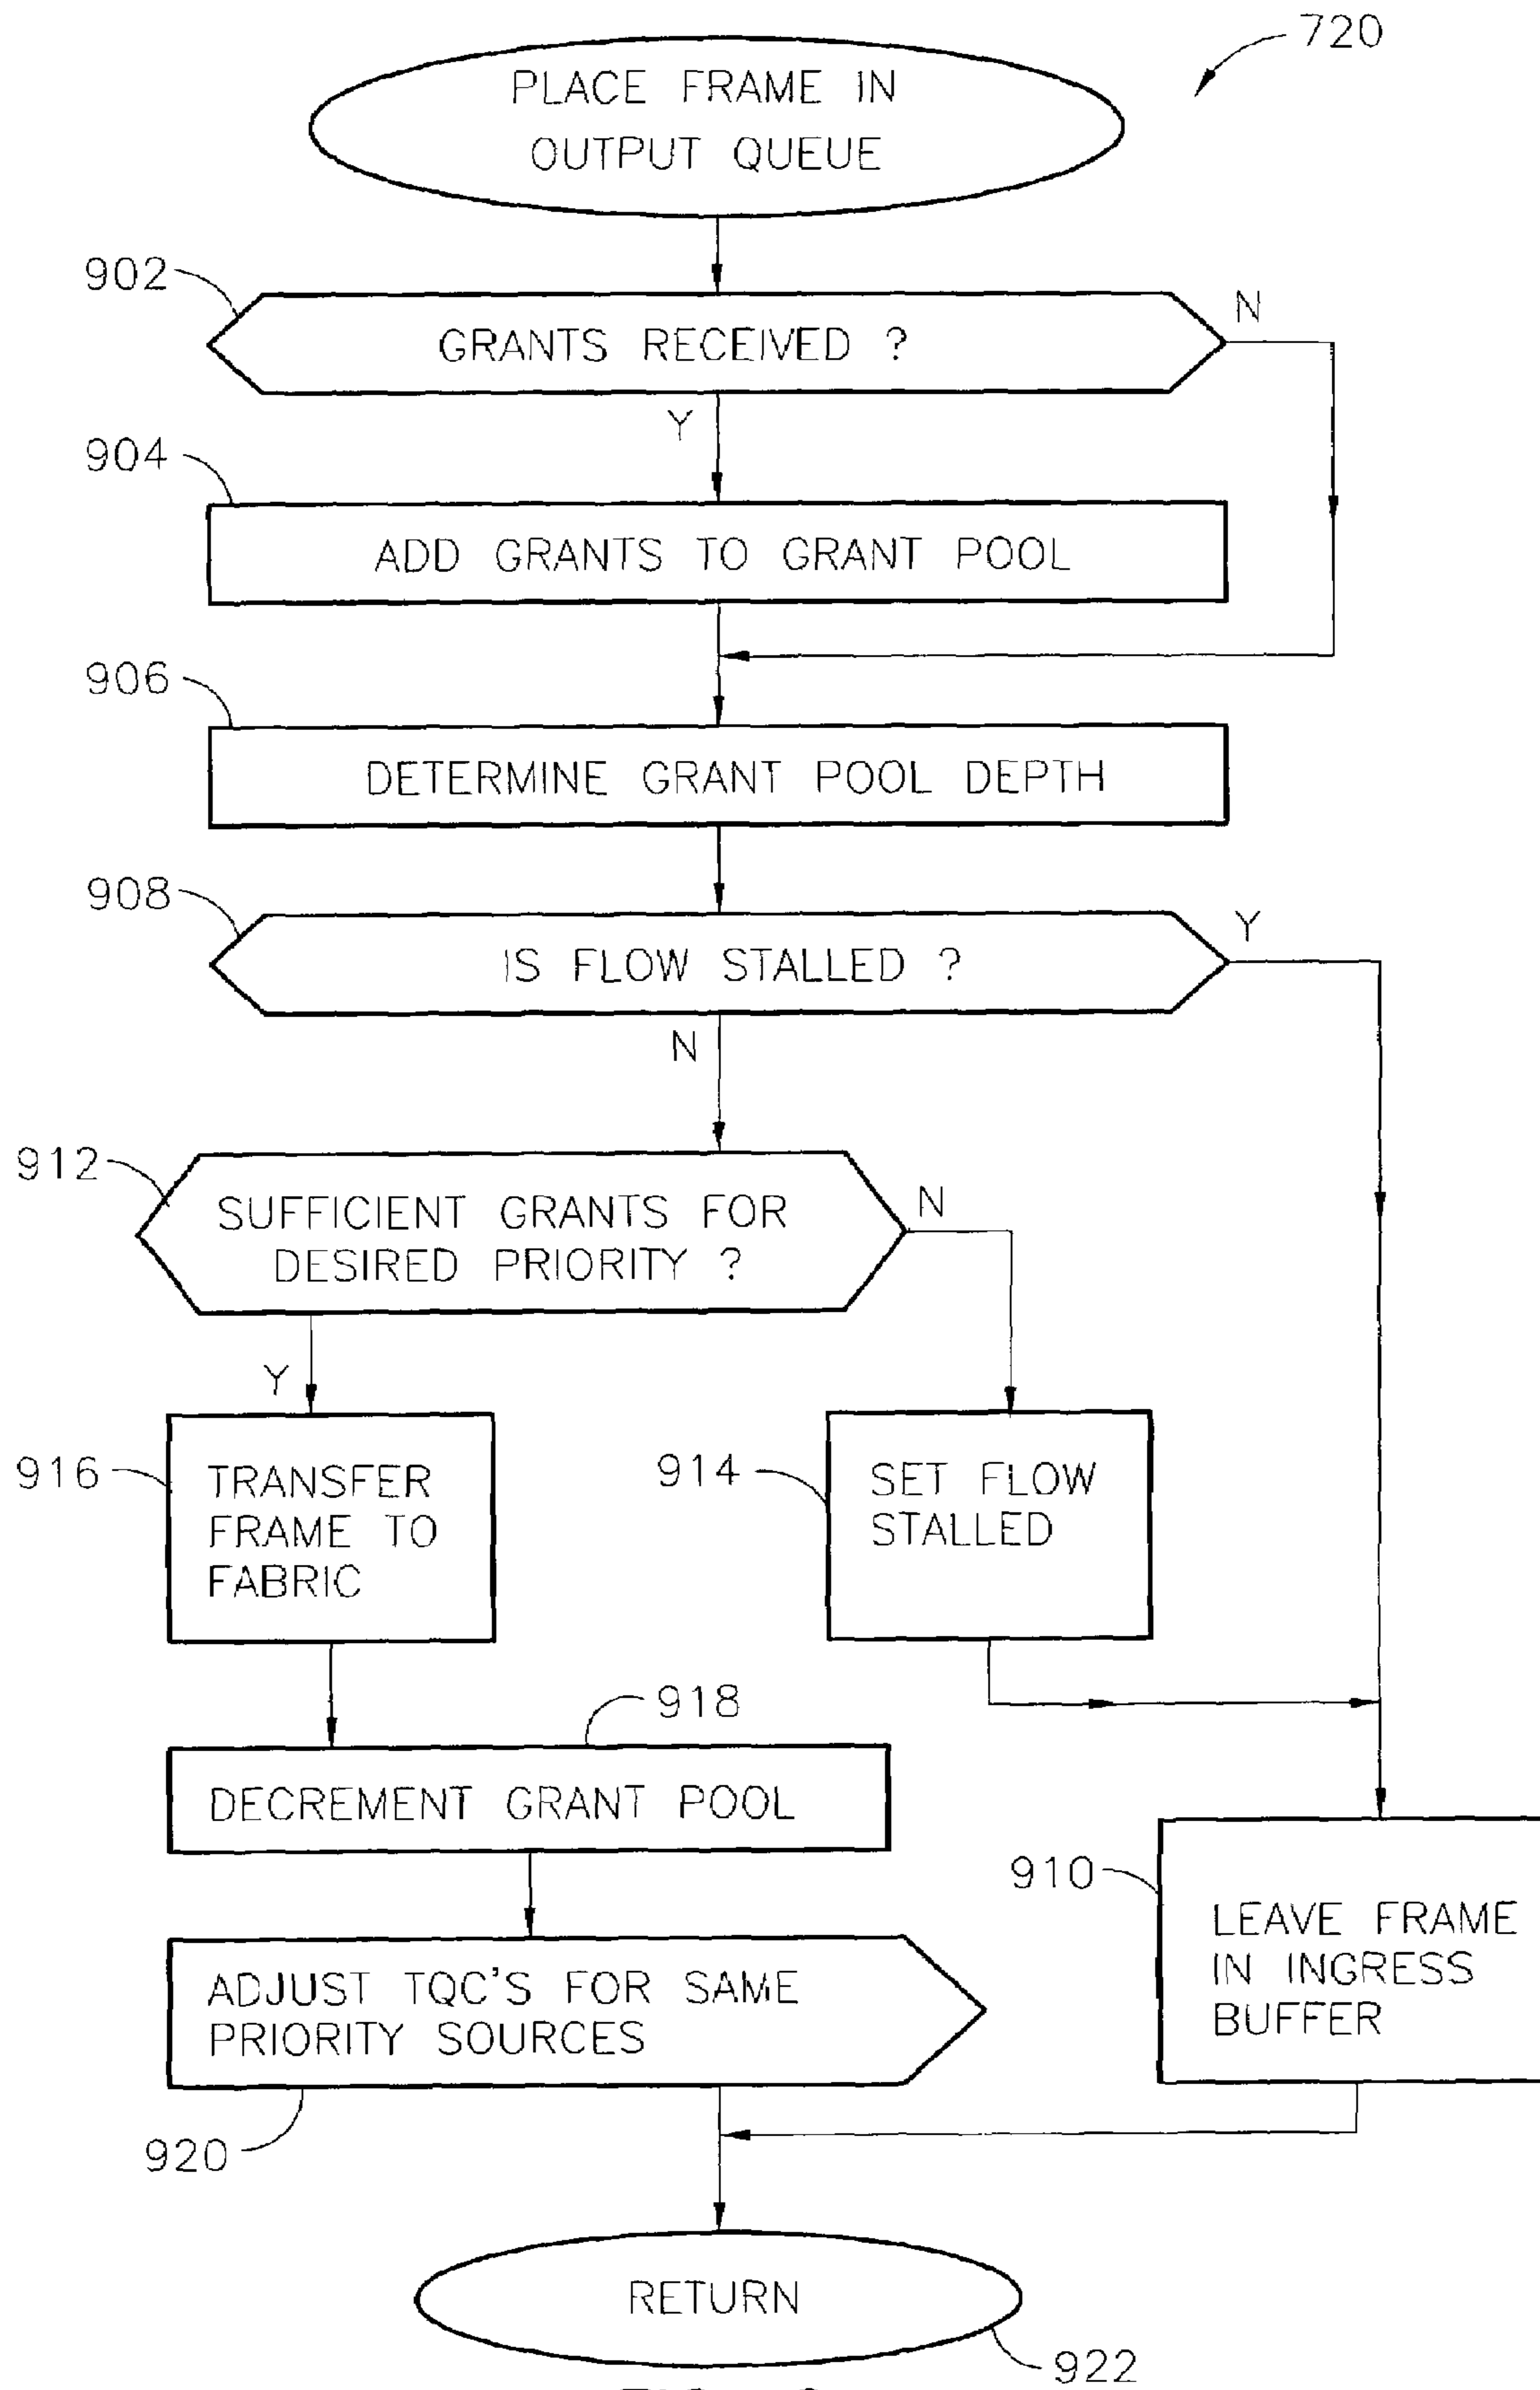 720
PLACE FRAME IN
OUTPUT QUEUE
902
GRANTS RECEIVED ?
N
Y
904
ADD GRANTS TO GRANT POOL
906
DETERMINE GRANT POOL DEPTH
908
IS FLOW STALLED ?
Y
N
912
SUFFICIENT GRANTS FOR
DESIRED PRIORITY ?
N
Y
916
TRANSFER
FRAME TO
FABRIC
914
SET FLOW
STALLED
918
DECREMENT GRANT POOL
910
LEAVE FRAME
IN INGRESS
BUFFER
ADJUST TQC'S FOR SAME
PRIORITY SOURCES
920
RETURN
922